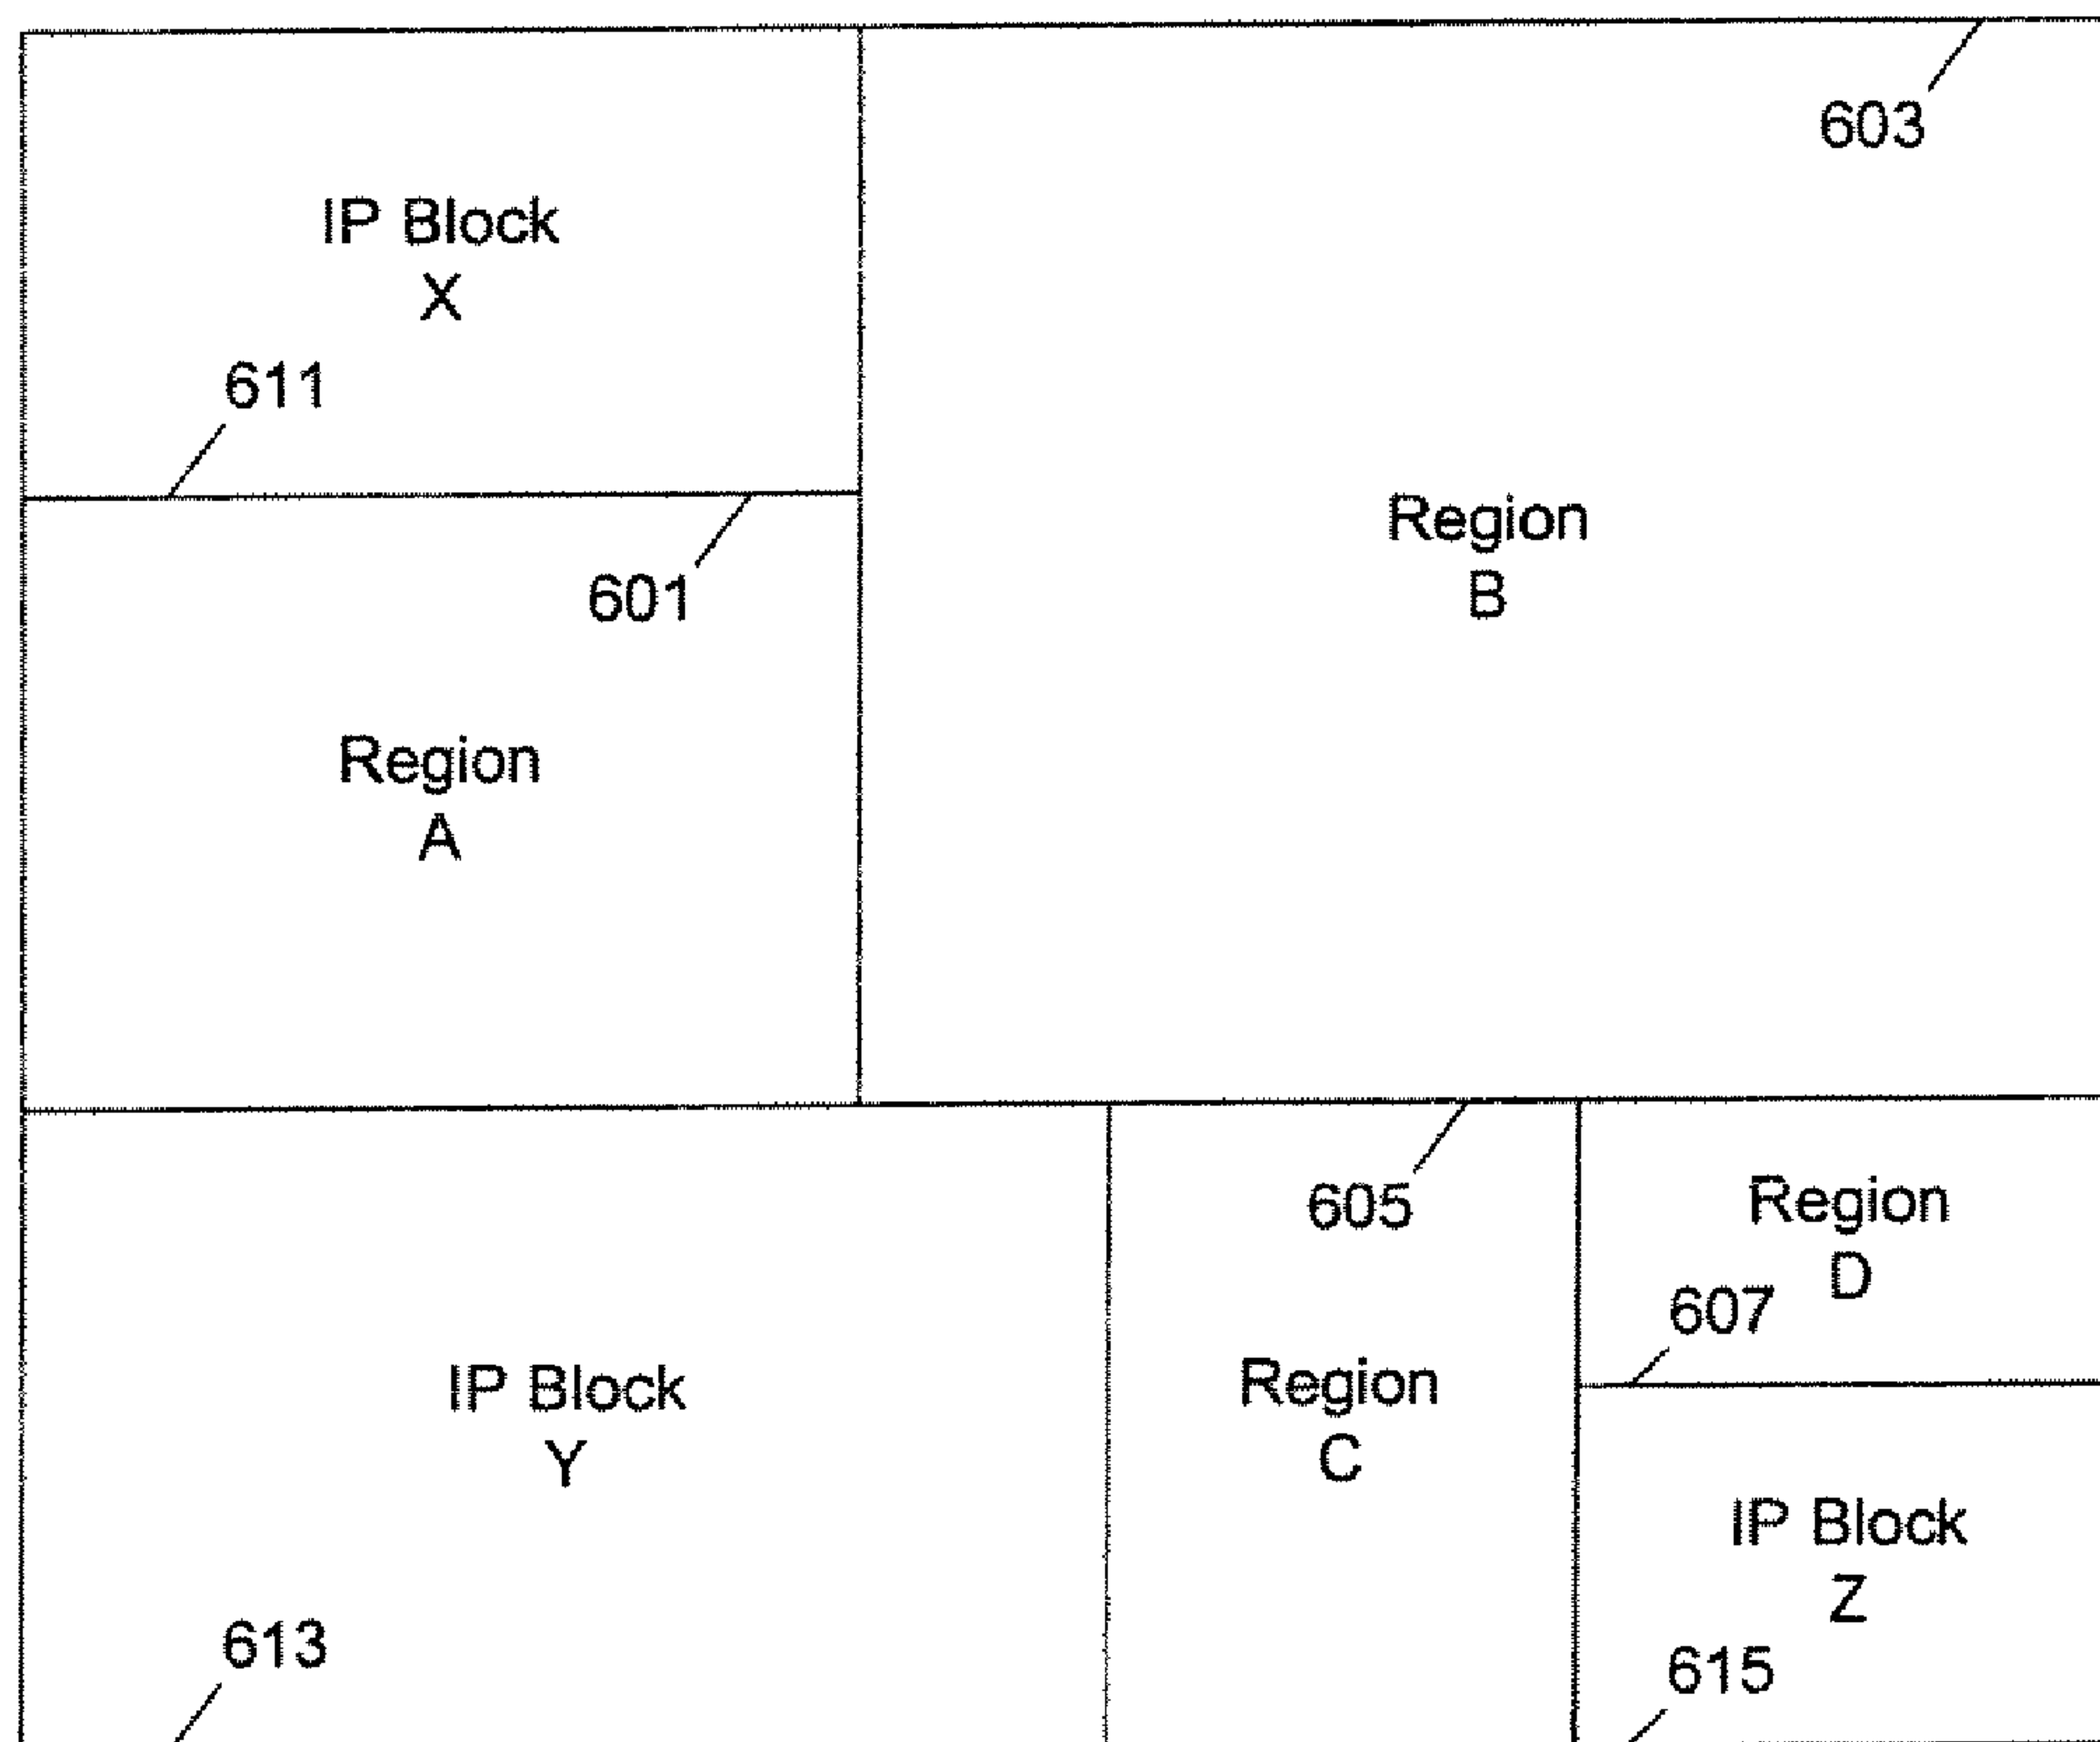 603
IP Block
X
611
601
Region
B
Region
A
605
Region
D
607
IP Block
Y
Region
C
IP Block
Z
613
615